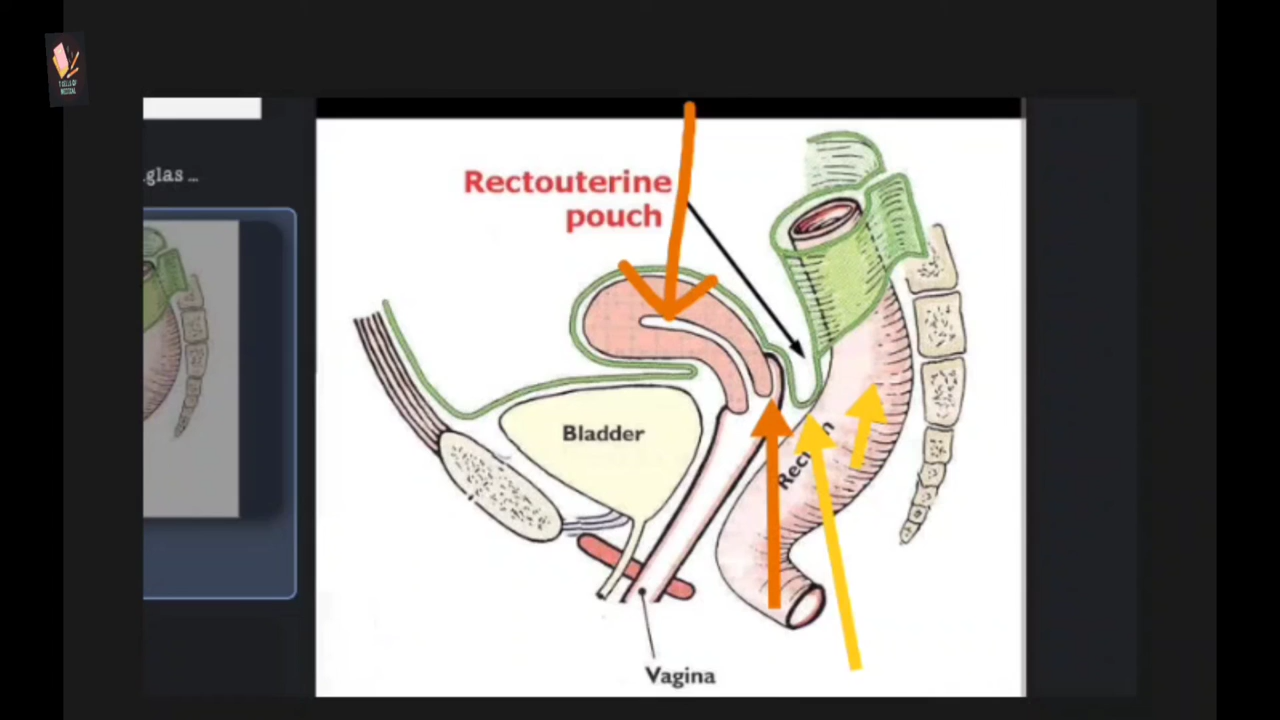 glas ...
Rectouterine
pouch
Bladder
Vagina